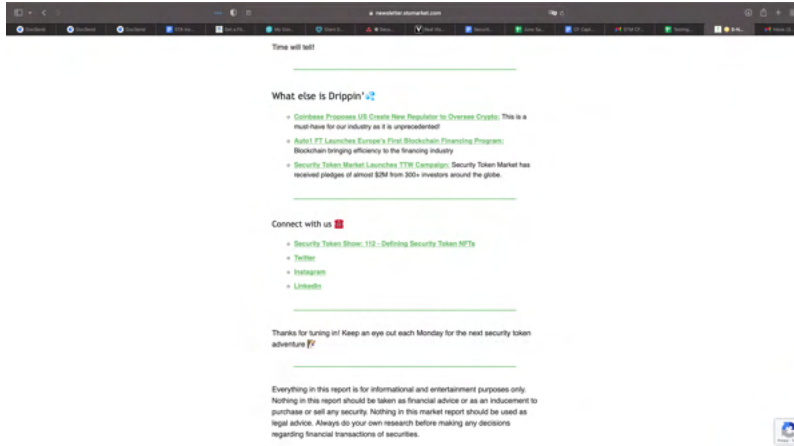 newsletter.stomarket.com
DocSend DocSend DocSend
Time will tell!
What else is Drippin'💦
Coinbase Proposes US Create New Regulator to Oversee Crypto: This is a
must-have for our industry as it is unprecedented!
Auto1 FT Launches Europe's First Blockchain Financing Program:
Blockchain bringing efficiency to the financing industry
Security Token Market Launches TTW Campaign: Security Token Market has
received pledges of almost $2M from 300+ investors around the globe.
Connect with us ☎️
Security Token Show: 112 - Defining Security Token NFTs
Twitter
Instagram
LinkedIn
Thanks for tuning in! Keep an eye out each Monday for the next security token
adventure 🧗
Everything in this report is for informational and entertainment purposes only.
Nothing in this report should be taken as financial advice or as an inducement to
purchase or sell any security. Nothing in this market report should be used as
legal advice. Always do your own research before making any decisions
regarding financial transactions of securities.